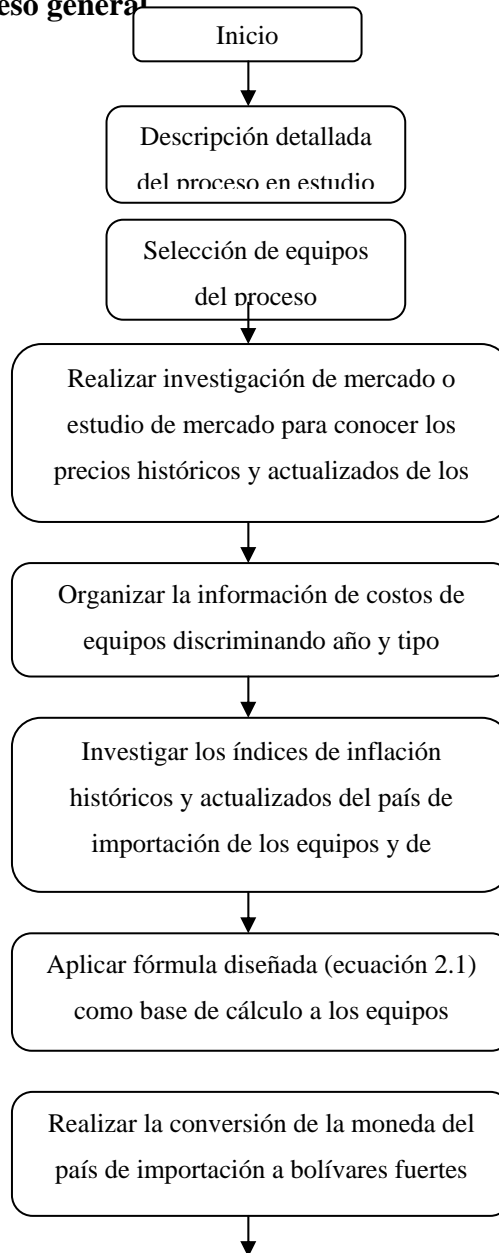 eso general
Inicio
Descripción detallada
del proceso en estudio
Selección de equipos
del proceso
Realizar investigación de mercado o
estudio de mercado para conocer los
precios históricos y actualizados de los
Organizar la información de costos de
equipos discriminando año y tipo
Investigar los índices de inflación
históricos y actualizados del país de
importación de los equipos y de
Aplicar fórmula diseñada (ecuación 2.1)
como base de cálculo a los equipos
Realizar la conversión de la moneda del
país de importación a bolívares fuertes